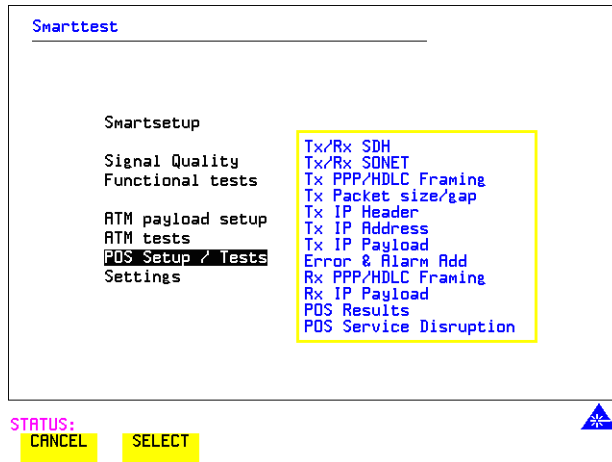 Smarttest
Smartsetup
Signal Quality
Functional tests
ATM payload setup
ATM tests
POS Setup / Tests
Settings
Tx/Rx SDH
Tx/Rx SONET
Tx PPP/HDLC Framing
Tx Packet size/gap
Tx IP Header
Tx IP Address
Tx IP Payload
Error & Alarm Add
Rx PPP/HDLC Framing
Rx IP Payload
POS Results
POS Service Disruption
STATUS:
CANCEL SELECT